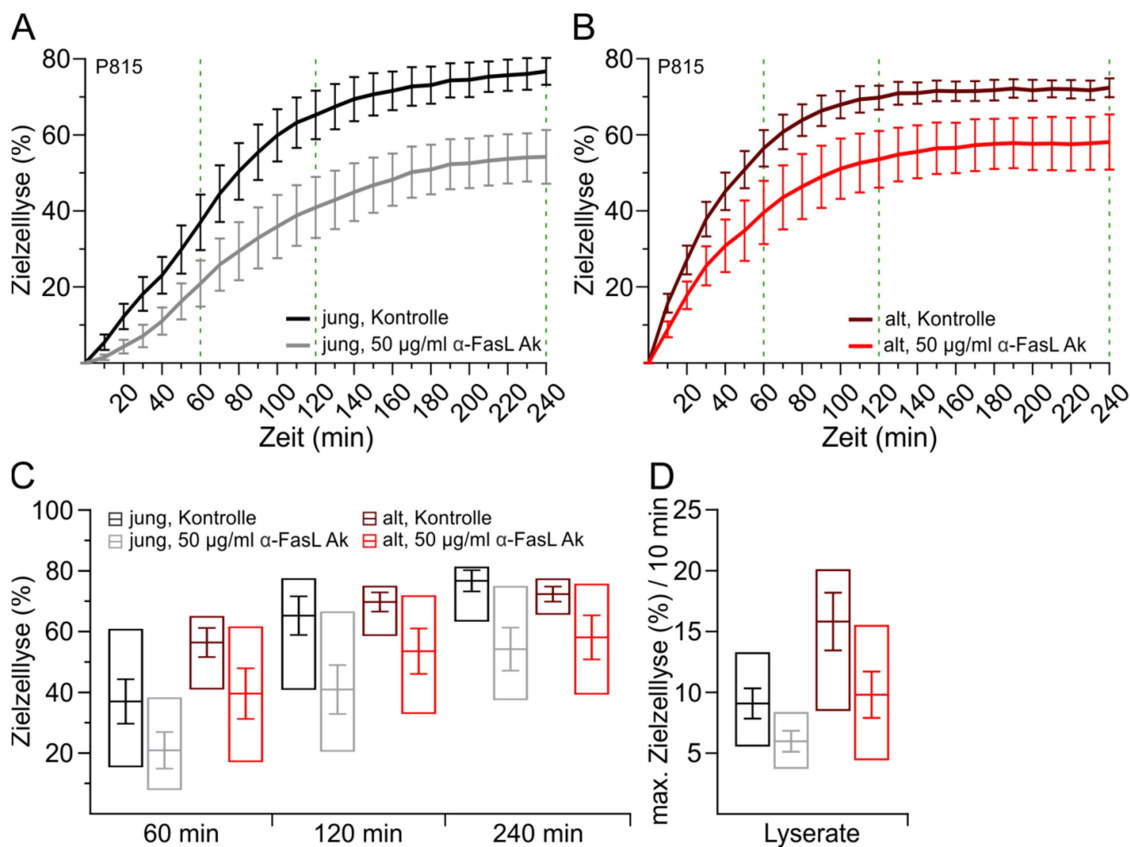 A
80
60
40
20
Zielzelllyse (%)
P815
jung, Kontrolle
jung, 50 µg/ml α-FasL Ak
20 40 60 80 100 120 140 160 180 200 220 240
Zeit (min)
B
80
60
40
20
Zielzelllyse (%)
P815
alt, Kontrolle
alt, 50 µg/ml α-FasL Ak
20 40 60 80 100 120 140 160 180 200 220 240
Zeit (min)
C
100
80
60
40
20
Zielzelllyse (%)
jung, Kontrolle
jung, 50 µg/ml α-FasL Ak
alt, Kontrolle
alt, 50 µg/ml α-FasL Ak
60 min 120 min 240 min
D
25
20
15
10
5
max. Zielzelllyse (%) / 10 min
Lyserate